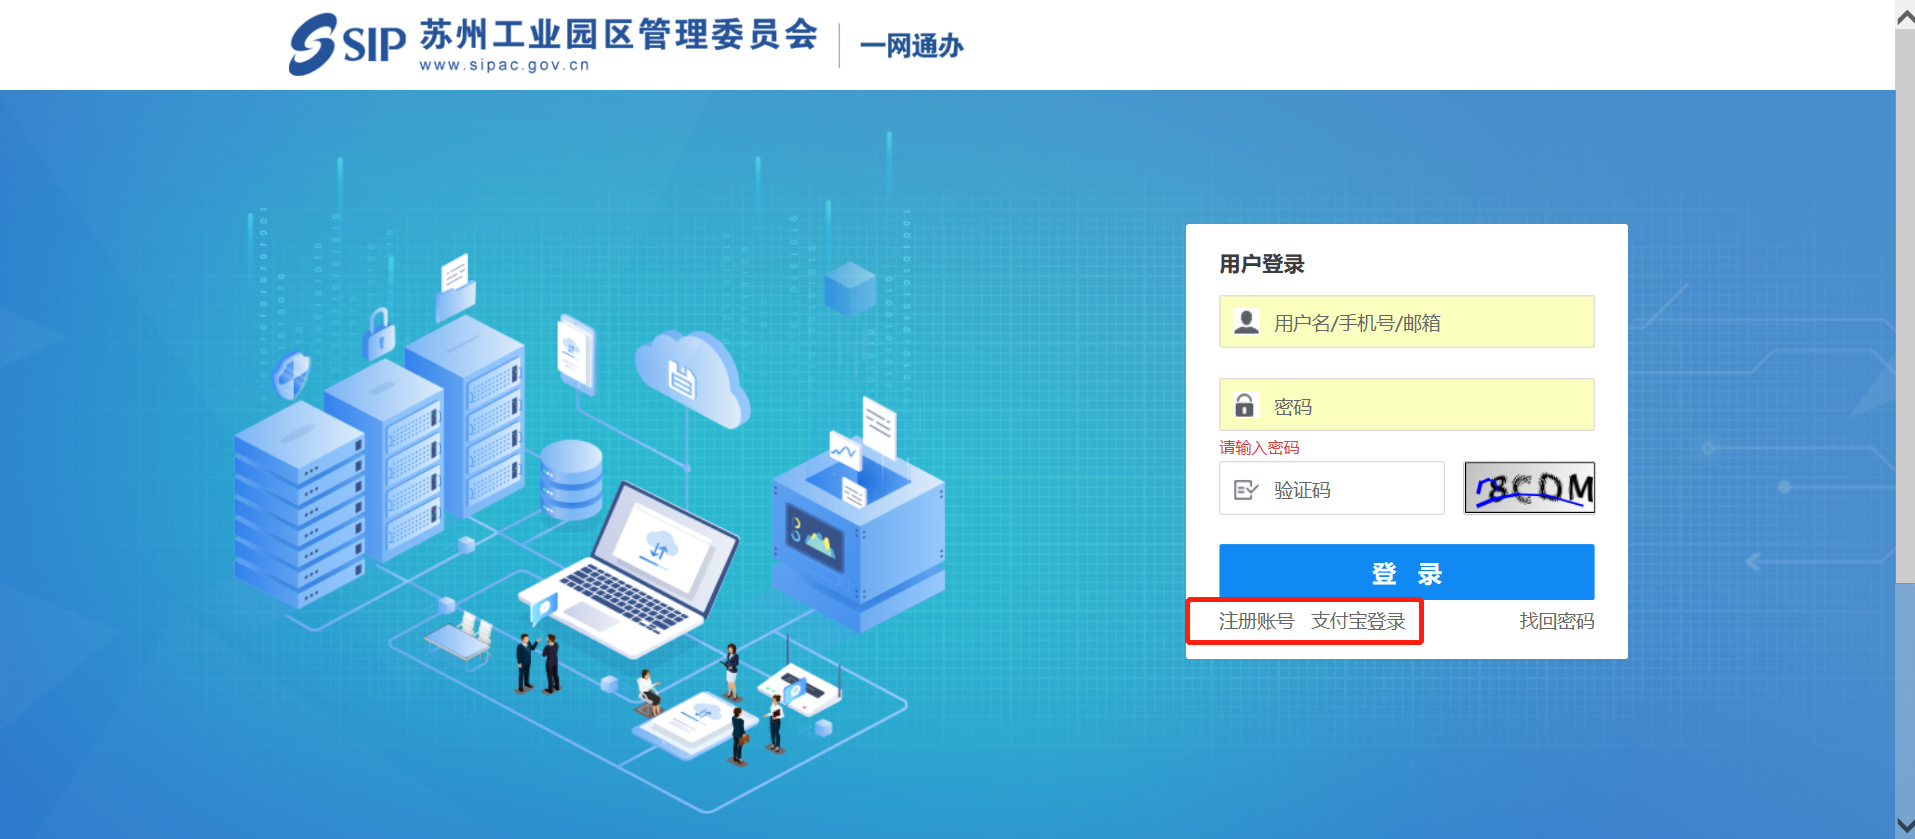 SIP 苏州工业园区管理委员会 一网通办
www.sipac.gov.cn
用户登录
用户名/手机号/邮箱
密码
请输入密码
验证码
登 录
注册账号 支付宝登录 找回密码